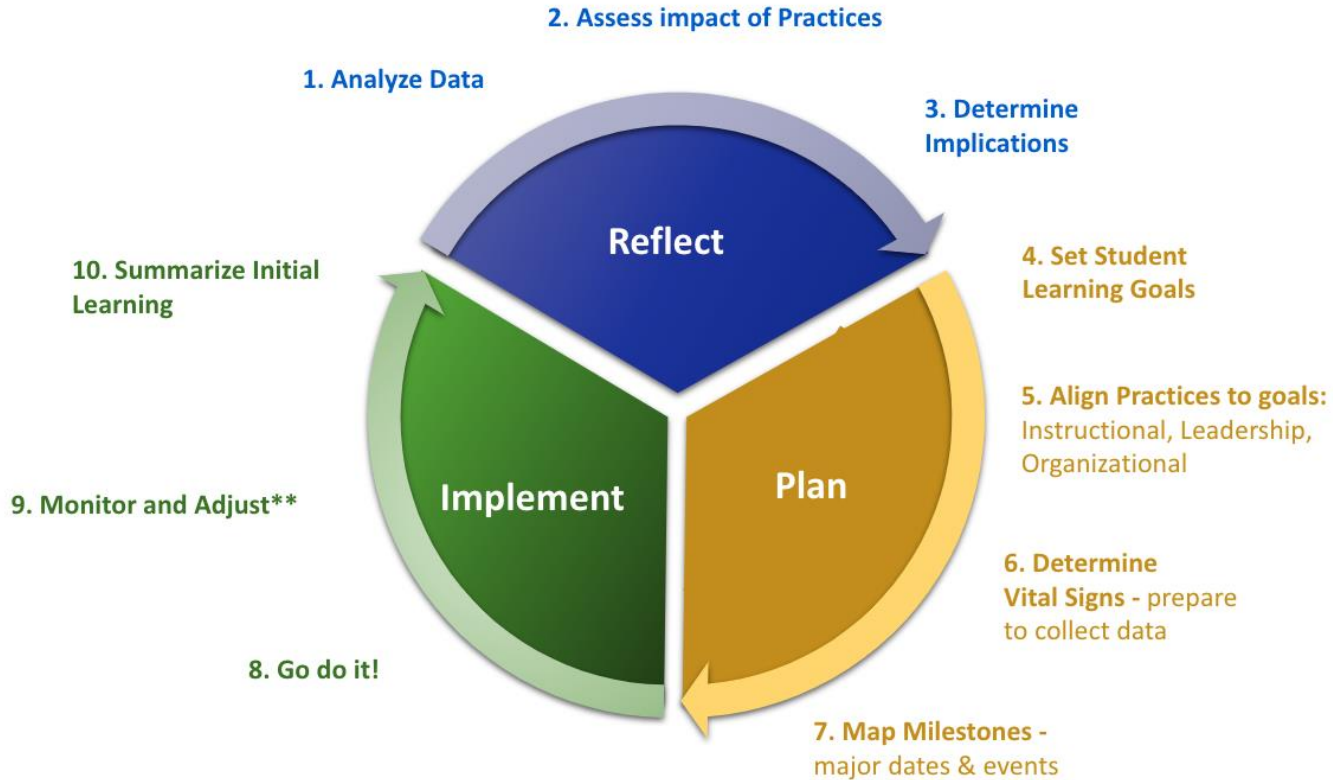 2. Assess impact of Practices
1. Analyze Data
3. Determine
Implications
Reflect
4. Set Student
Learning Goals
5. Align Practices to goals:
Instructional, Leadership,
Organizational
Plan
6. Determine
Vital Signs - prepare
to collect data
7. Map Milestones -
major dates & events
Implement
8. Go do it!
9. Monitor and Adjust**
10. Summarize Initial
Learning